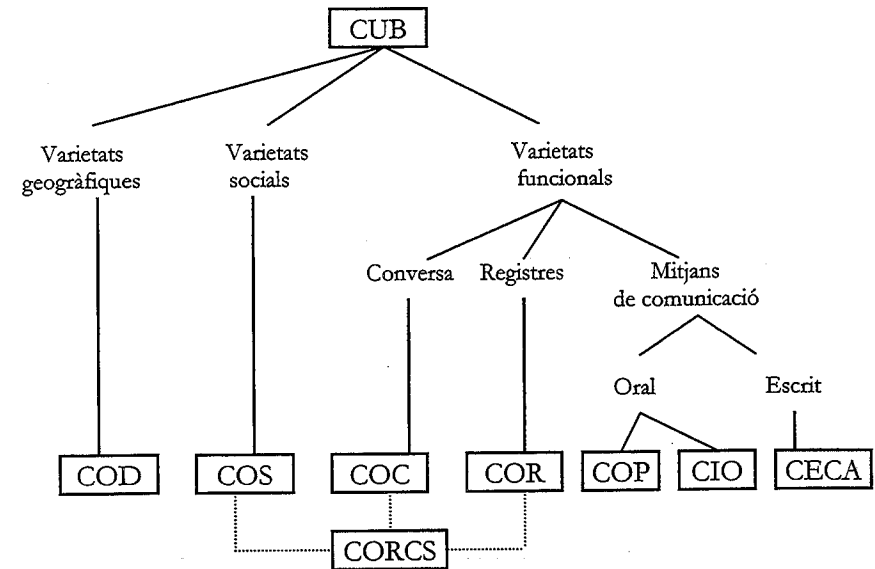 CUB
Varietats
geogràfiques
Varietats
socials
Varietats
funcionals
Conversa
Registres
Mitjans
de comunicació
Oral
Escrit
COD
COS
COC
COR
COP
CIO
CECA
CORCS